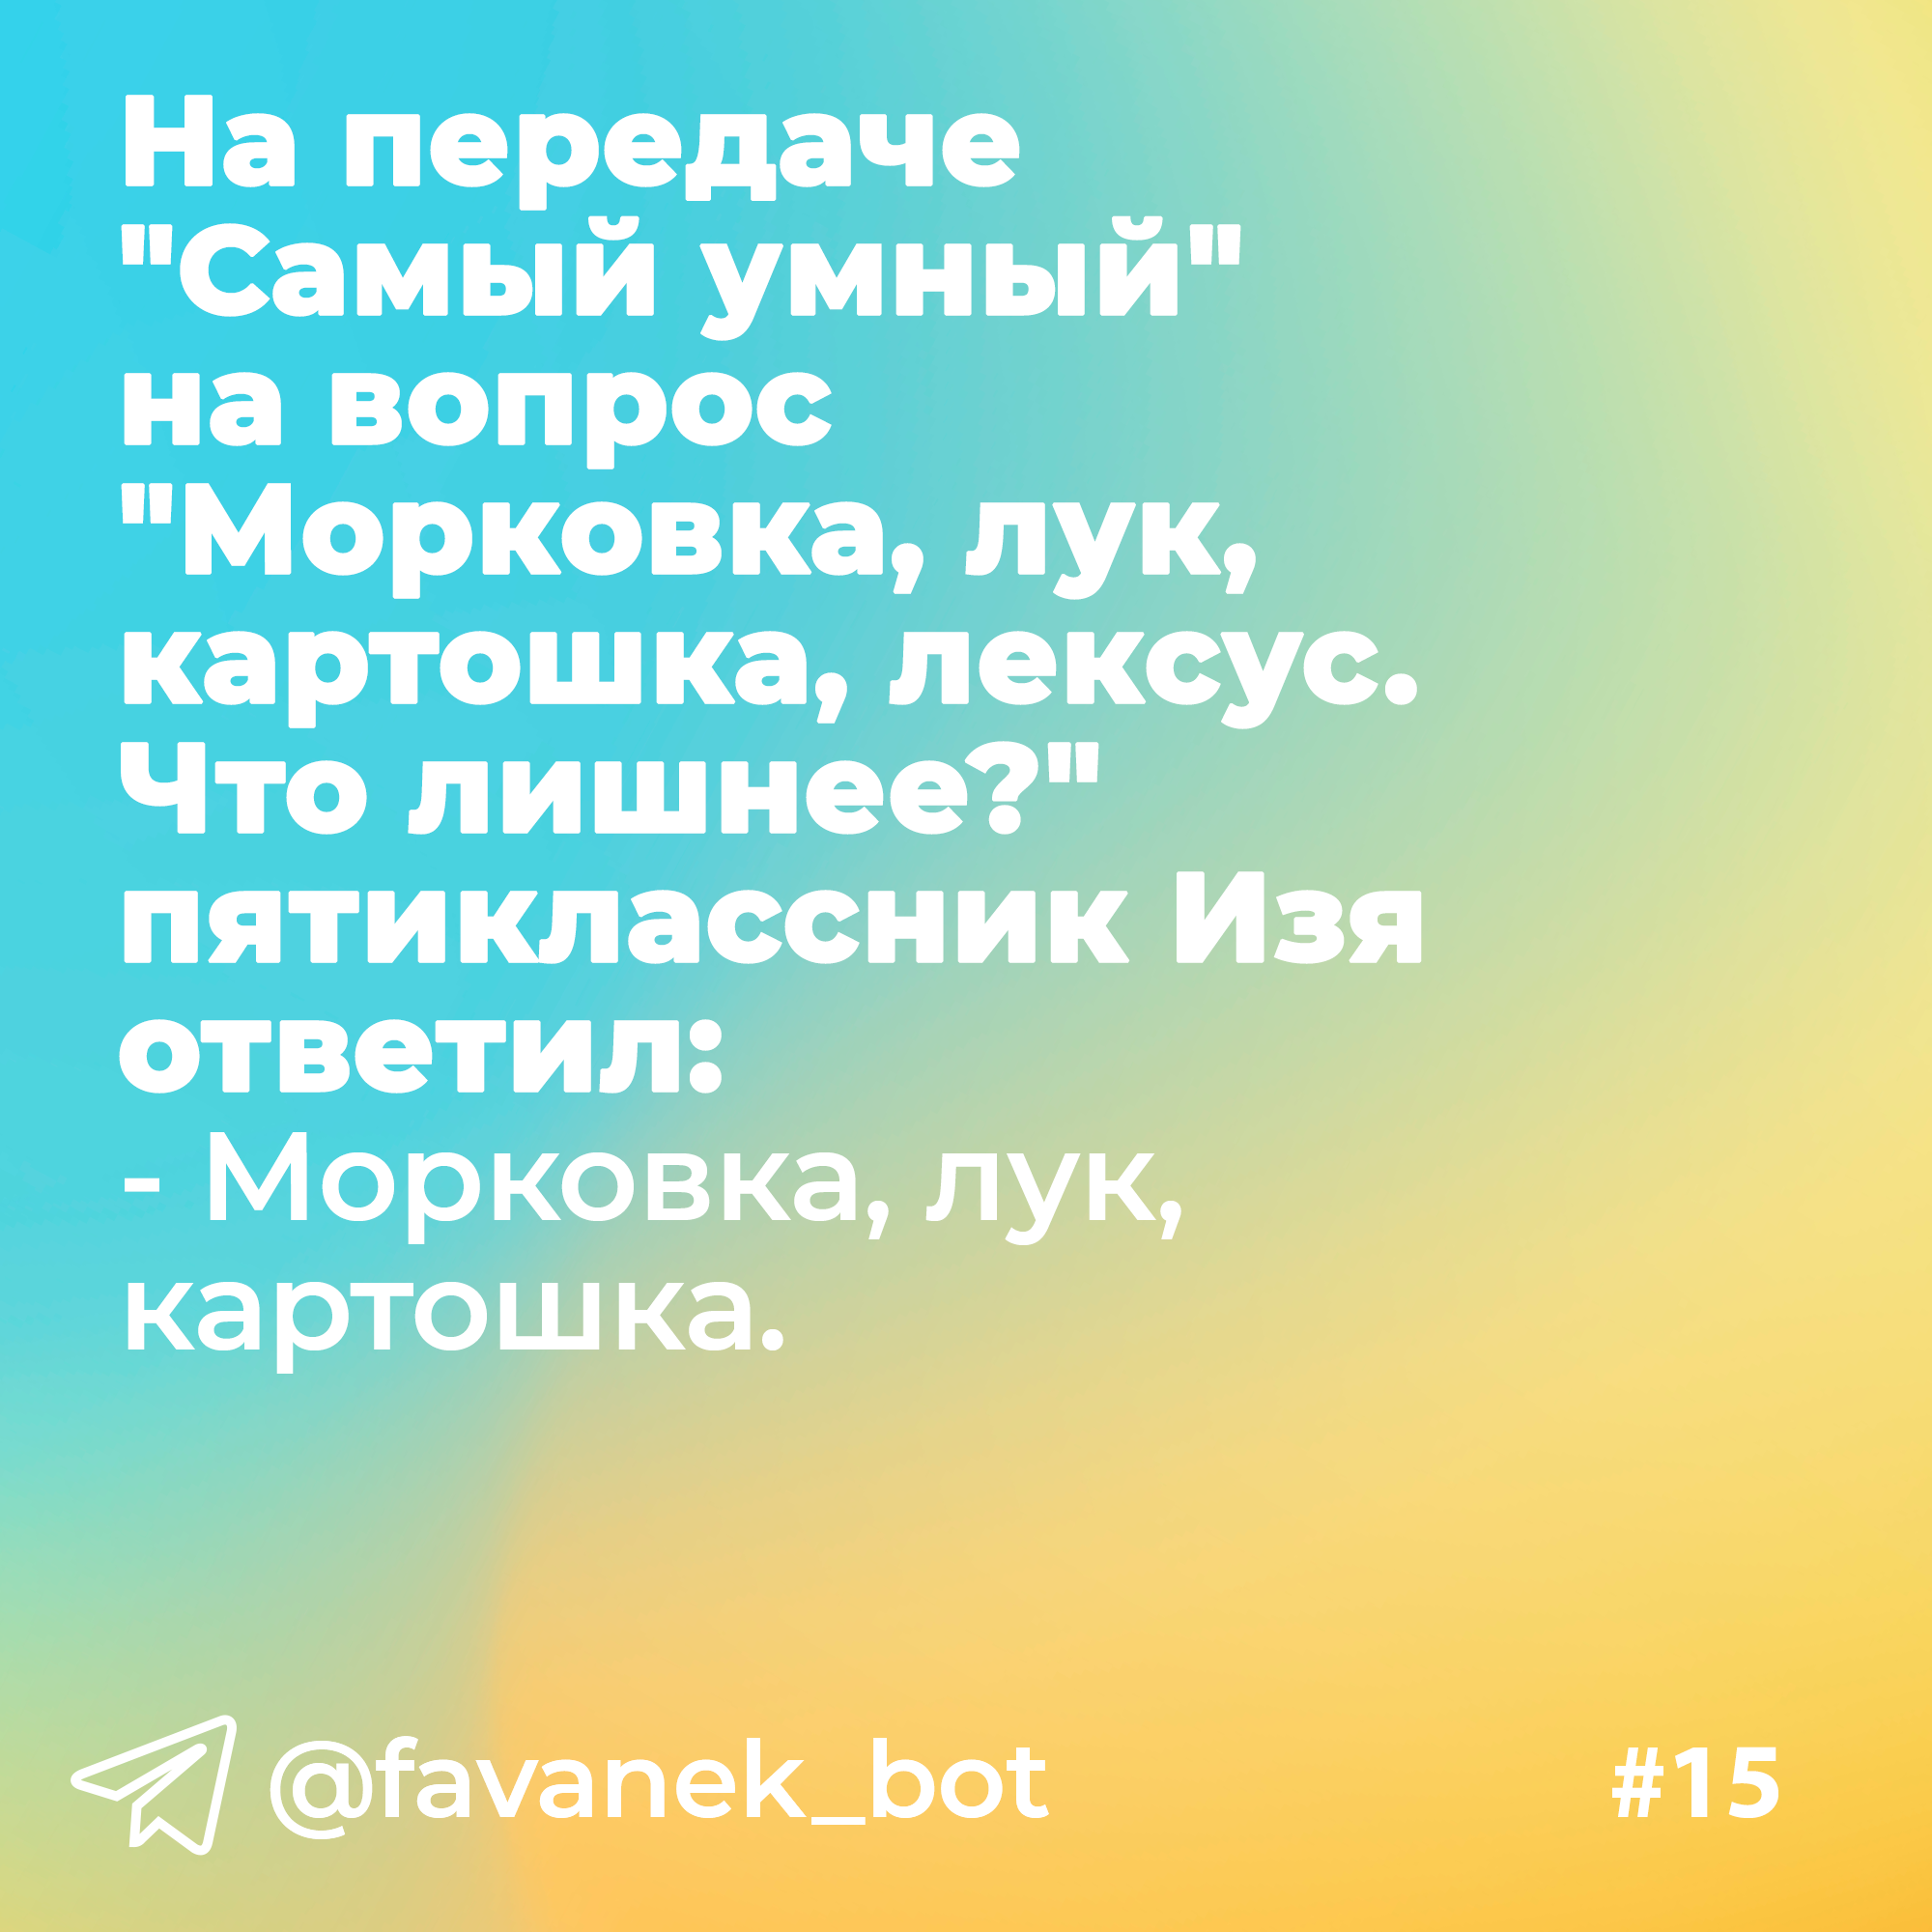 На передаче
"Самый умный"
на вопрос
"Морковка, лук,
картошка, лексус.
Что лишнее?"
пятиклассник Изя
ответил:
- Морковка, лук,
картошка.
@favanek_bot
#15